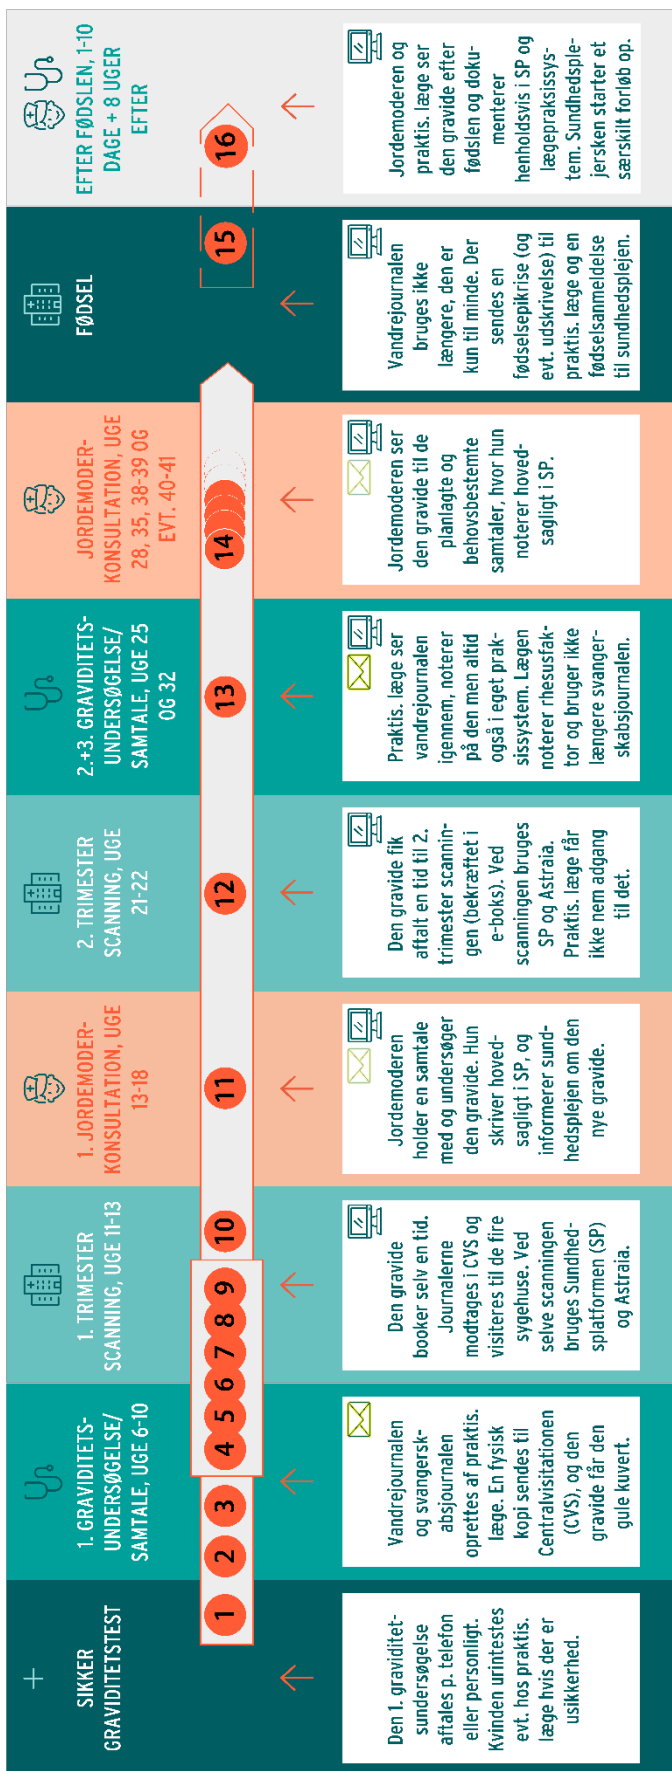 SIKKER
GRAVIDITETSTEST
1
Den 1. graviditet-
sundersøgelse
aftales p. telefon
eller personligt.
Kvinden urintestes
evt. hos praktis.
læge hvis der er
usikkerhed.
1. GRAVIDITETS-
UNDERSØGELSE/
SAMTALE, UGE 6-10
2 3 4 5 6
Vandrejournalen
og svangersk-
absjournalen
oprettes af praktis.
læge. En fysisk
kopi sendes til
Centralvisitationen
(CVS), og den
gravide får den
gule kuvert.
1. TRIMESTER
SCANNING, UGE 11-13
7 8 9 10
Den gravide
booker selv en tid.
Journalerne
modtages i CVS og
visiteres til de fire
sygehuse. Ved
selve scanningen
bruges Sundhed-
splatformen (SP)
og Astraia.
1. JORDEMODER-
KONSULTATION, UGE
13-18
11
Jordemoderen
holder en samtale
med og undersøger
den gravide. Hun
skriver hoved-
sagligt i SP, og
informerer sund-
hedsplejen om den
nye gravide.
2. TRIMESTER
SCANNING, UGE
21-22
12
Den gravide fik
aftalt en tid til 2.
trimester scannin-
gen (bekræftet i
e-boks). Ved
scanningen bruges
SP og Astraia.
Praktis. læge får
ikke nem adgang
til det.
2.+3. GRAVIDITETS-
UNDERSØGELSE/
SAMTALE, UGE 25
OG 32
13
Praktis. læge ser
vandrejournalen
igennem, noterer
på den men altid
også i eget prak-
sissystem. Lægen
noterer rhesusfak-
tor og bruger ikke
længere svanger-
skabsjournalen.
JORDEMODER-
KONSULTATION, UGE
28, 35, 38-39 OG
EVT. 40-41
14
Jordemoderen ser
den gravide til de
planlagte og
behovsbestemte
samtaler, hvor hun
noterer hoved-
sagligt i SP.
FØDSEL
15
Vandrejournalen
bruges ikke
længere, den er
kun til minde. Der
sendes en
fødselsepikrise (og
evt. udskrivelse) til
praktis. læge og en
fødselsanmeldelse
til sundhedsplejen.
EFTER FØDSLEN, 1-10
DAGE + 8 UGER
EFTER
16
Jordemoderen og
praktis. læge ser
den gravide efter
fødslen og doku-
menterer
henholdsvis i SP og
lægepraksissys-
tem. Sundhedsple-
jersken starter et
særskilt forløb op.